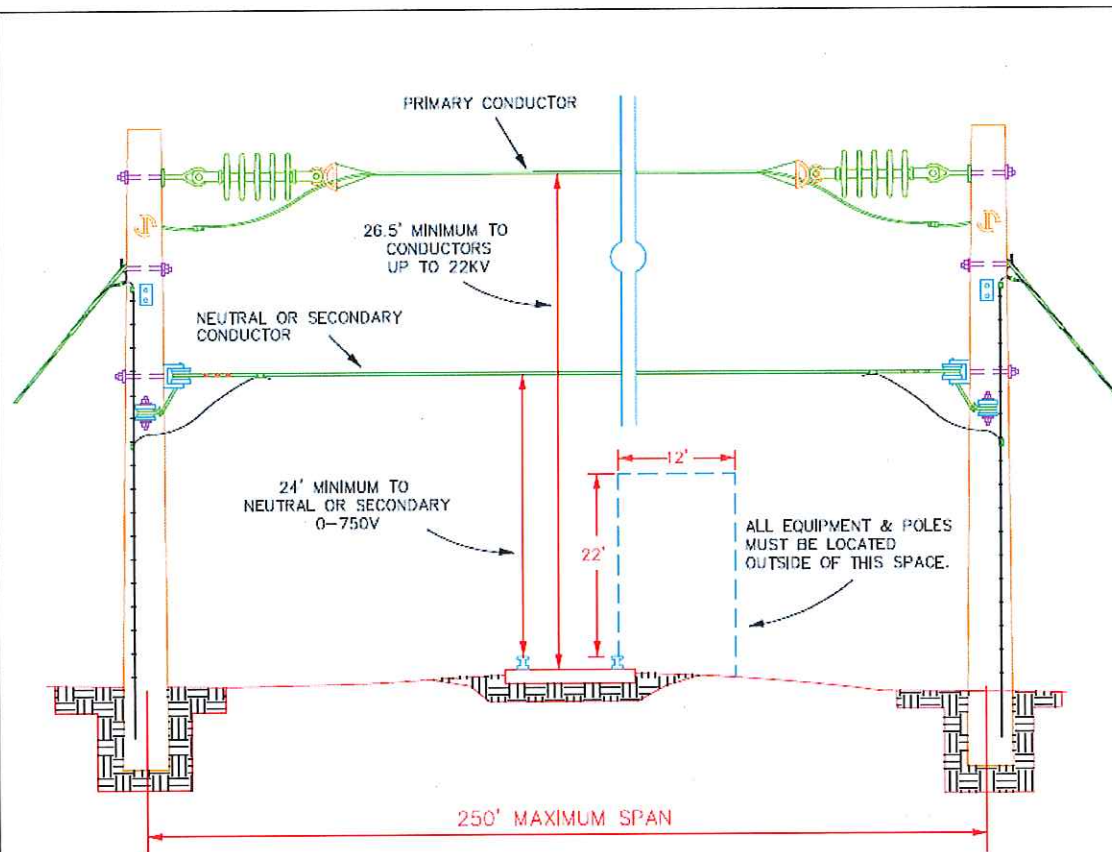 PRIMARY CONDUCTOR
26.5' MINIMUM TO
CONDUCTORS
UP TO 22KV
NEUTRAL OR SECONDARY
CONDUCTOR
12'
24' MINIMUM TO
NEUTRAL OR SECONDARY
0-750V
22'
ALL EQUIPMENT & POLES
MUST BE LOCATED
OUTSIDE OF THIS SPACE.
250' MAXIMUM SPAN